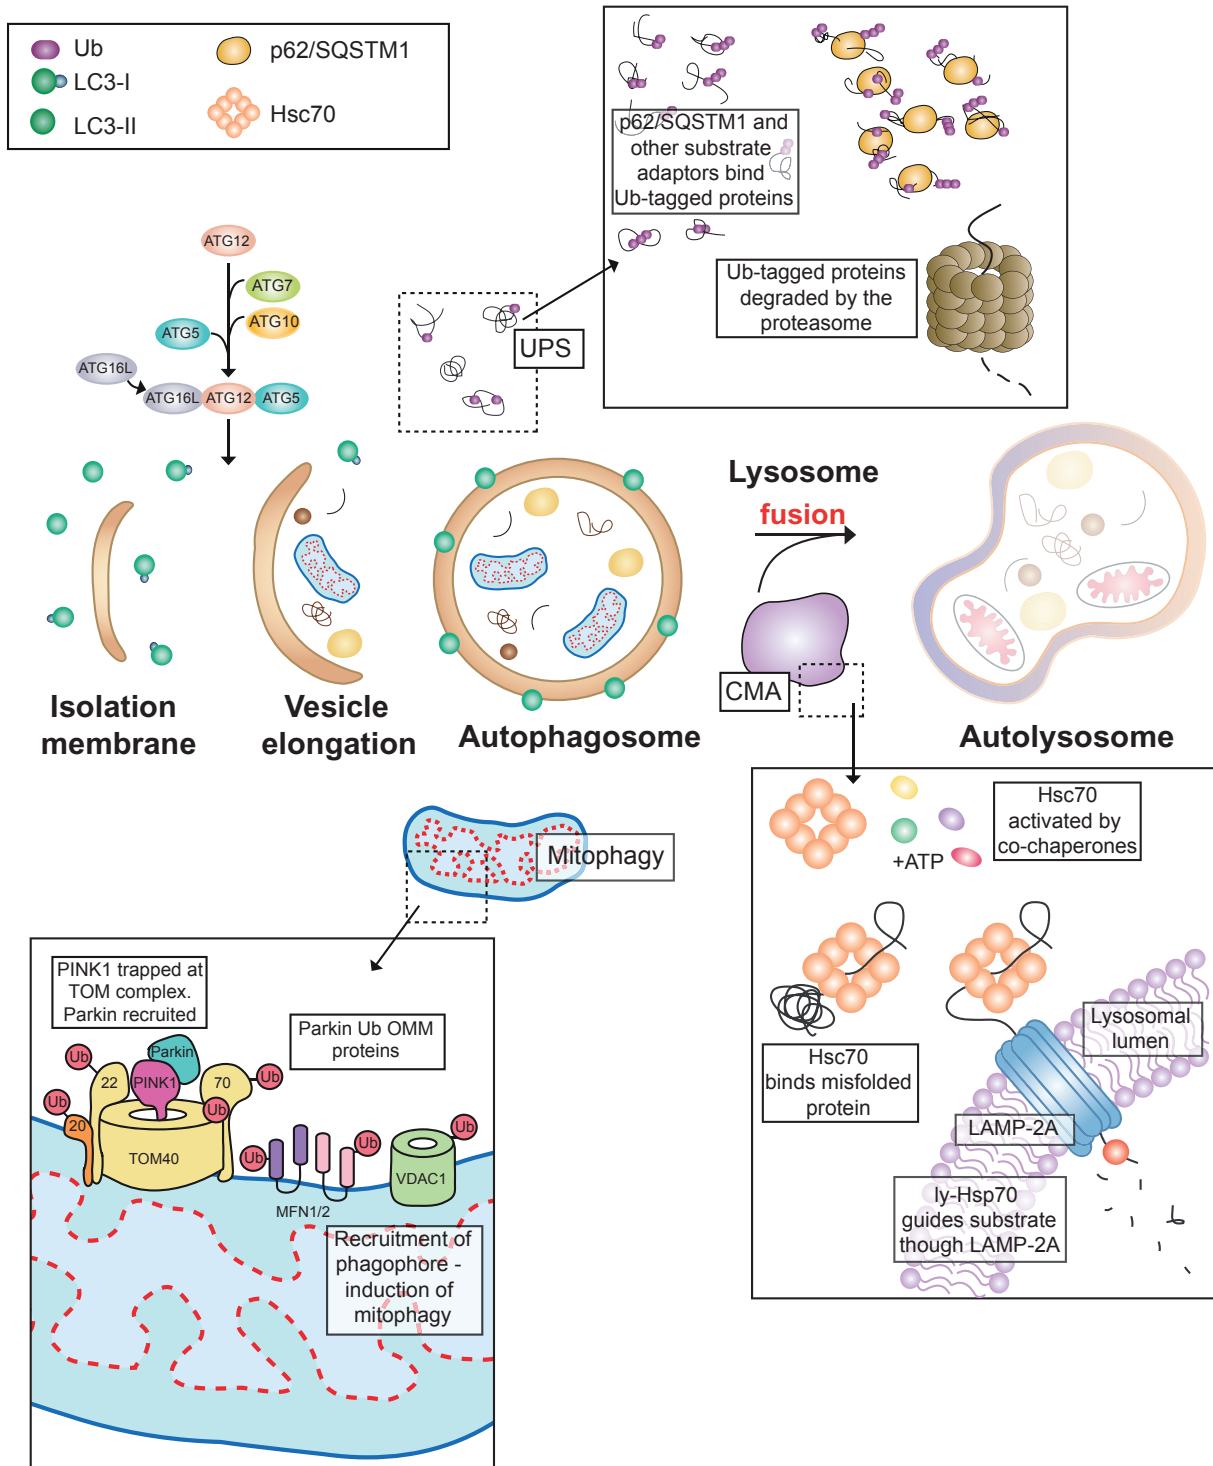 Ub
LC3-I
LC3-II
p62/SQSTM1
Hsc70
p62/SQSTM1 and
other substrate
adaptors bind
Ub-tagged proteins
Ub-tagged proteins
degraded by the
proteasome
UPS
ATG12
ATG7
ATG10
ATG5
ATG16L
ATG16L
ATG12
ATG5
Isolation
membrane
Vesicle
elongation
Autophagosome
Lysosome
fusion
CMA
Autolysosome
Mitophagy
Hsc70
activated by
co-chaperones
+ATP
Hsc70
binds misfolded
protein
Lysosomal
lumen
LAMP-2A
ly-Hsp70
guides substrate
though LAMP-2A
PINK1 trapped at
TOM complex.
Parkin recruited
Parkin Ub OMM
proteins
Parkin
Ub
22
PINK1
70
Ub
Ub
20
Ub
TOM40
Ub
Ub
Ub
VDAC1
MFN1/2
Recruitment of
phagophore -
induction of
mitophagy